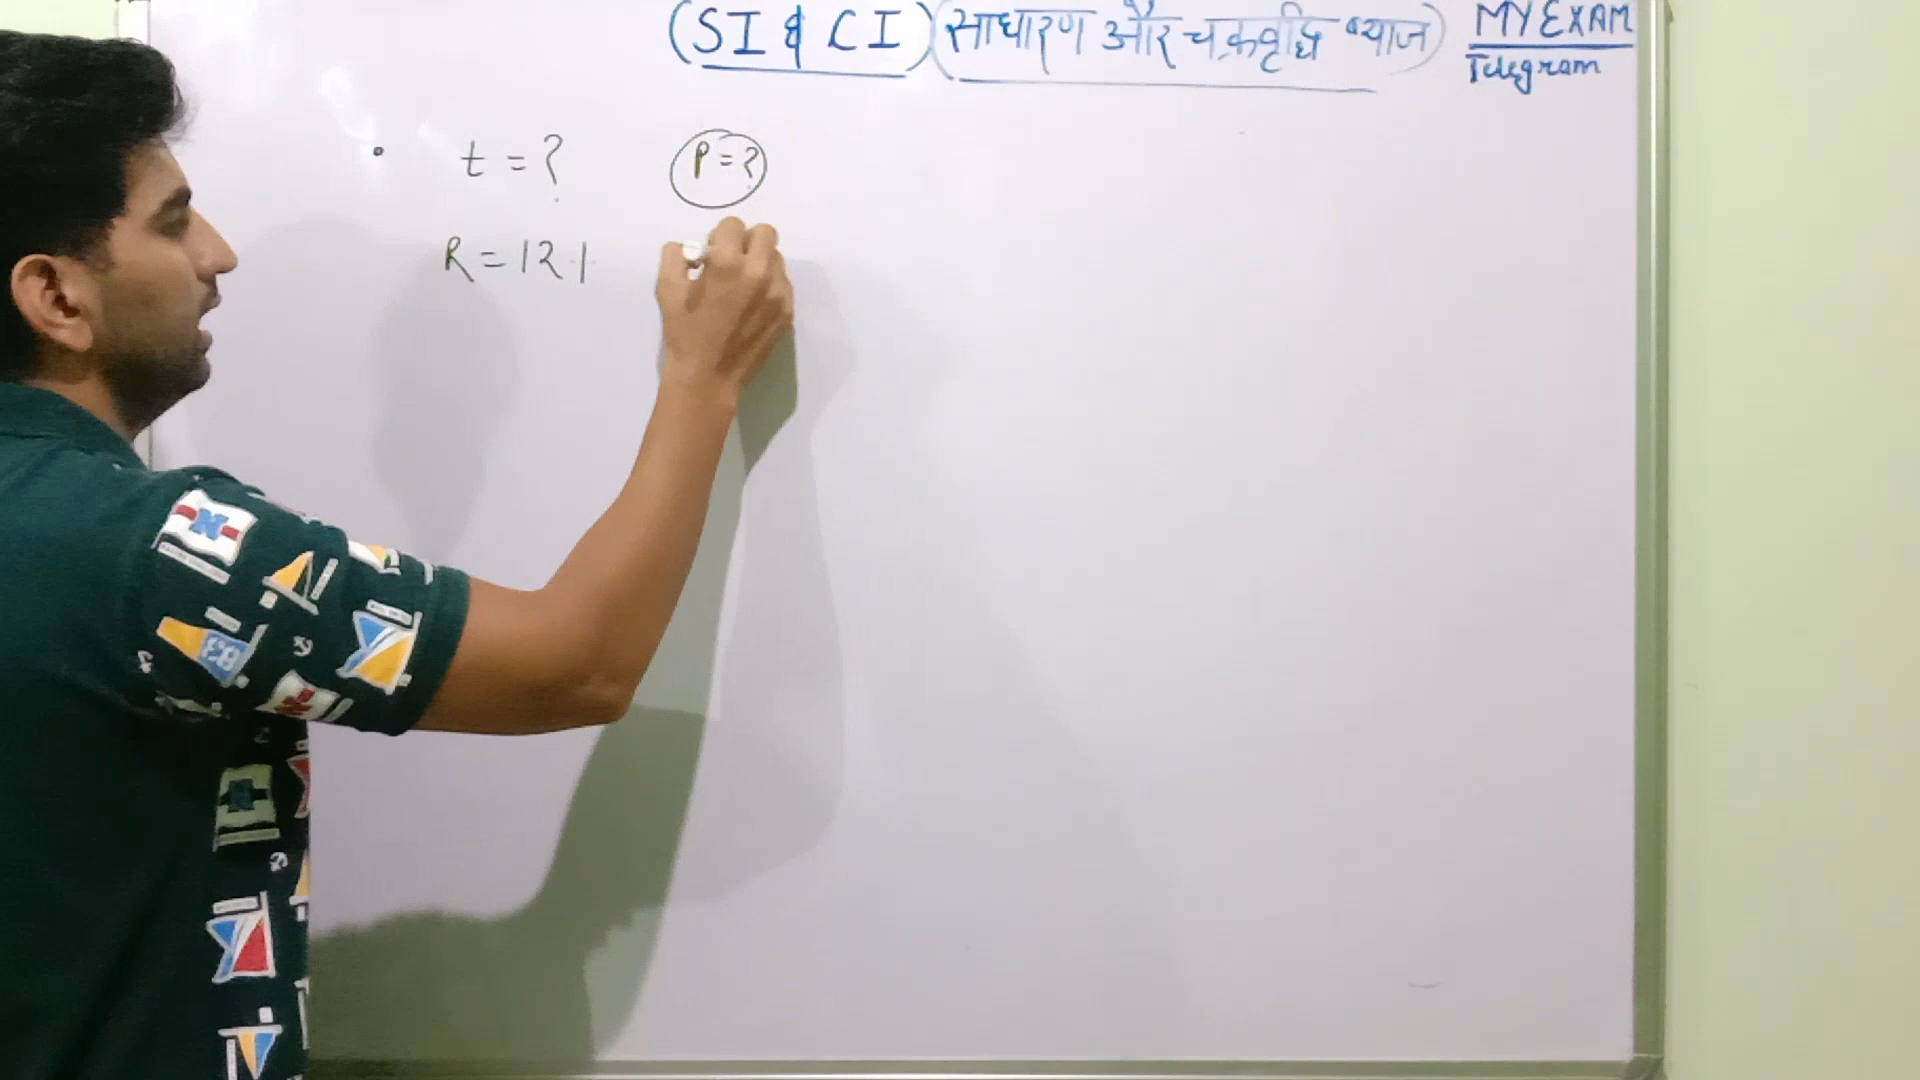 (SI & CI) (साधारण और चक्रवृद्धि ब्याज) MY EXAM
Telegram
t = ? P = ?
R = 12 %
N